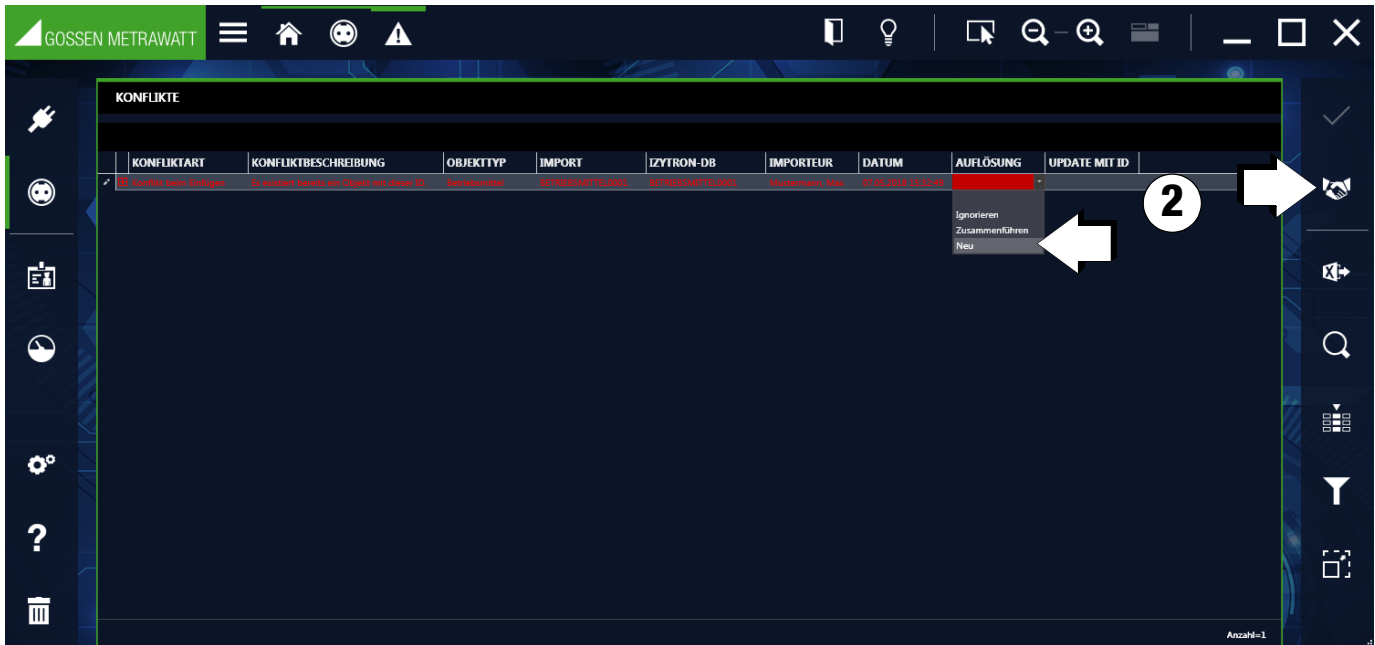 GOSSEN METRAWATT
KONFLIKTE
KONFLIKTART KONFLIKTBESCHREIBUNG OBJEKTTYP IMPORT IZYTRON-DB IMPORTEUR DATUM AUFLÖSUNG UPDATE MIT ID
Ignorieren
Zusammenführen
Neu
2
?
Anzahl=1